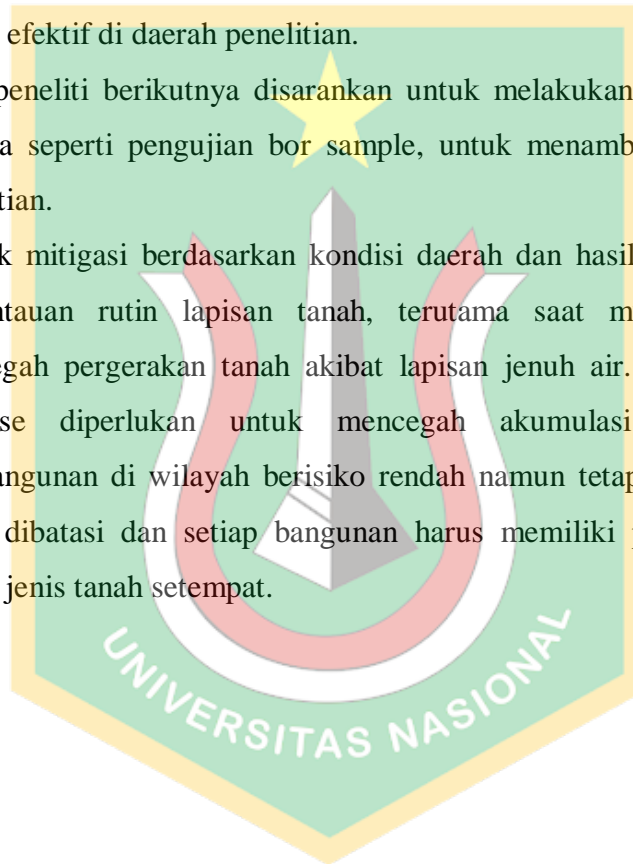 efektif di daerah penelitian.
peneliti berikutnya disarankan untuk melakukan
a seperti pengujian bor sample, untuk menamb
tian.
k mitigasi berdasarkan kondisi daerah dan hasil
ntauan rutin lapisan tanah, terutama saat m
egah pergerakan tanah akibat lapisan jenuh air.
se diperlukan untuk mencegah akumulasi
angunan di wilayah berisiko rendah namun tetap
dibatasi dan setiap bangunan harus memiliki
jenis tanah setempat.
UNIVERSITAS NASIONAL